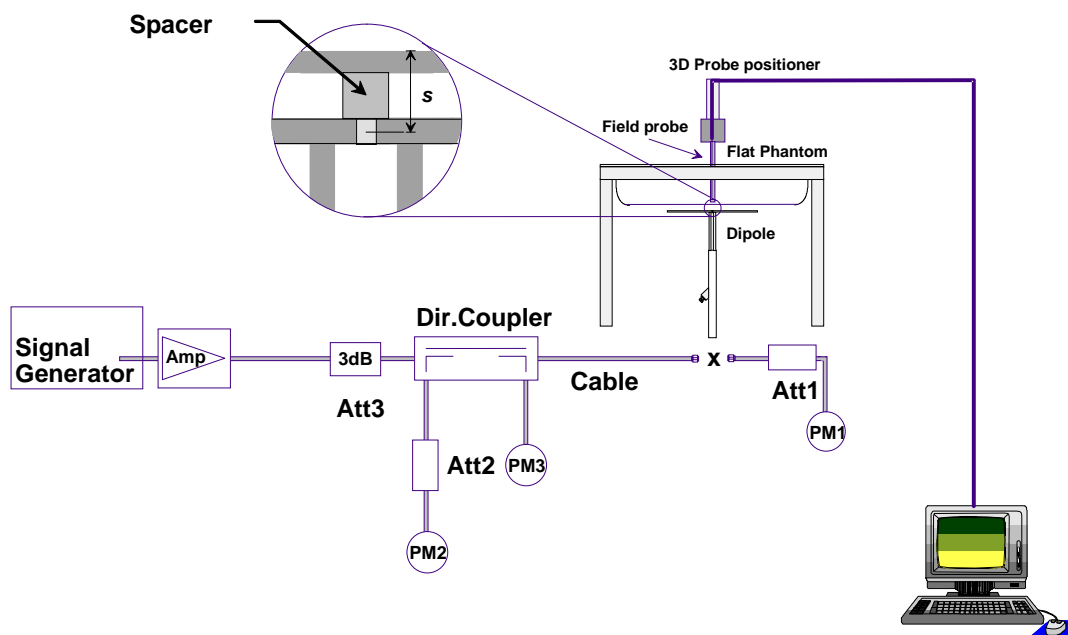 Spacer
s
3D Probe positioner
Field probe
Flat Phantom
Dipole
Signal
Generator
Amp
3dB
Att3
Dir.Coupler
Cable
x
Att1
PM1
Att2
PM3
PM2